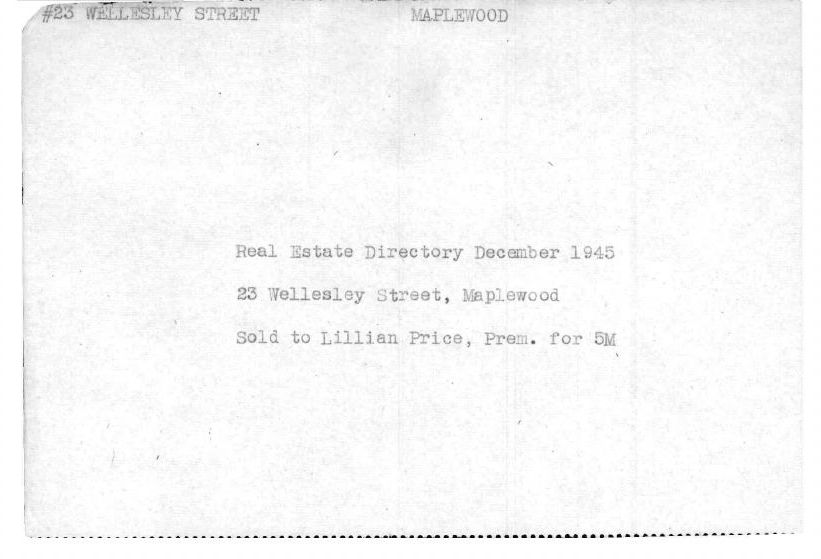 #23 WELLESLEY STREET MAPLEWOOD
Real Estate Directory December 1945
23 Wellesley Street, Maplewood
Sold to Lillian Price, Prem. for 5M